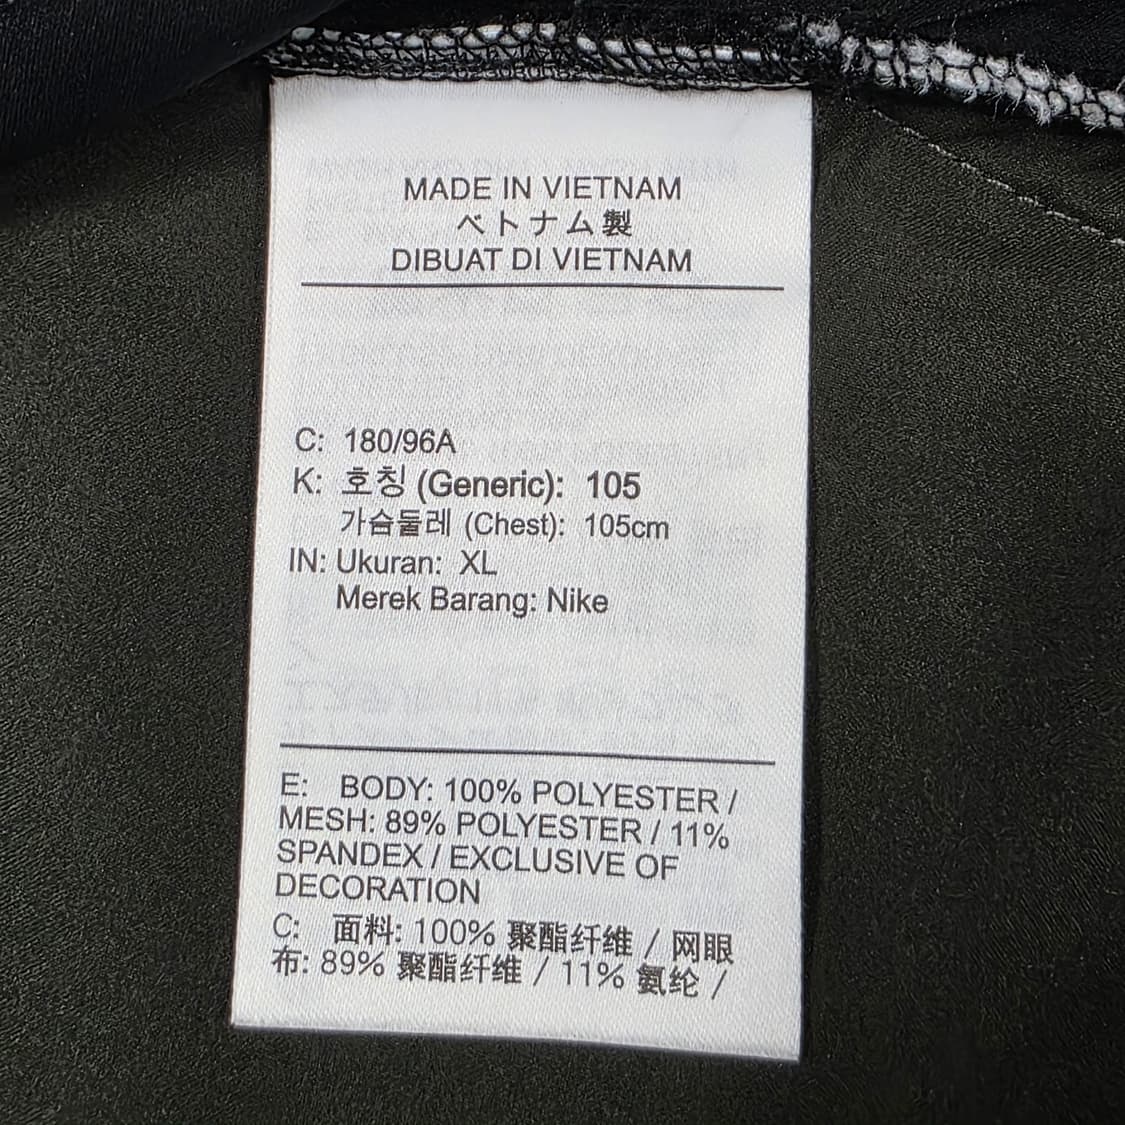 MADE IN VIETNAM
ベトナム製
DIBUAT DI VIETNAM
C: 180/96A
K: 호칭 (Generic): 105
가슴둘레 (Chest): 105cm
IN: Ukuran: XL
Merek Barang: Nike
E: BODY: 100% POLYESTER /
MESH: 89% POLYESTER / 11%
SPANDEX / EXCLUSIVE OF
DECORATION
C: 面料: 100% 聚酯纤维 / 网眼
布: 89% 聚酯纤维 / 11% 氨纶 /